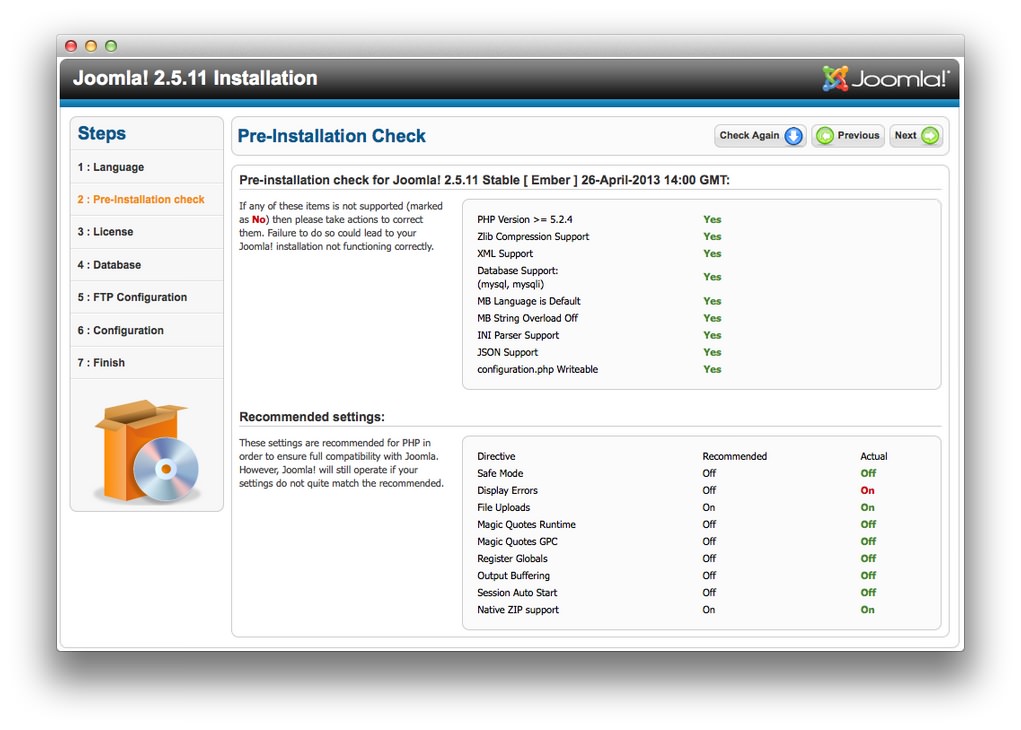 Joomla! 2.5.11 Installation
Joomla!
Steps
1 : Language
2 : Pre-Installation check
3 : License
4 : Database
5 : FTP Configuration
6 : Configuration
7 : Finish
Pre-Installation Check
Check Again
Previous
Next
Pre-installation check for Joomla! 2.5.11 Stable [ Ember ] 26-April-2013 14:00 GMT:
If any of these items is not supported (marked
as No) then please take actions to correct
them. Failure to do so could lead to your
Joomla! installation not functioning correctly.
PHP Version >= 5.2.4 Yes
Zlib Compression Support Yes
XML Support Yes
Database Support:
(mysql, mysqli) Yes
MB Language is Default Yes
MB String Overload Off Yes
INI Parser Support Yes
JSON Support Yes
configuration.php Writeable Yes
Recommended settings:
These settings are recommended for PHP in
order to ensure full compatibility with Joomla.
However, Joomla! will still operate if your
settings do not quite match the recommended.
Directive Recommended Actual
Safe Mode Off Off
Display Errors Off On
File Uploads On On
Magic Quotes Runtime Off Off
Magic Quotes GPC Off Off
Register Globals Off Off
Output Buffering Off Off
Session Auto Start Off Off
Native ZIP support On On